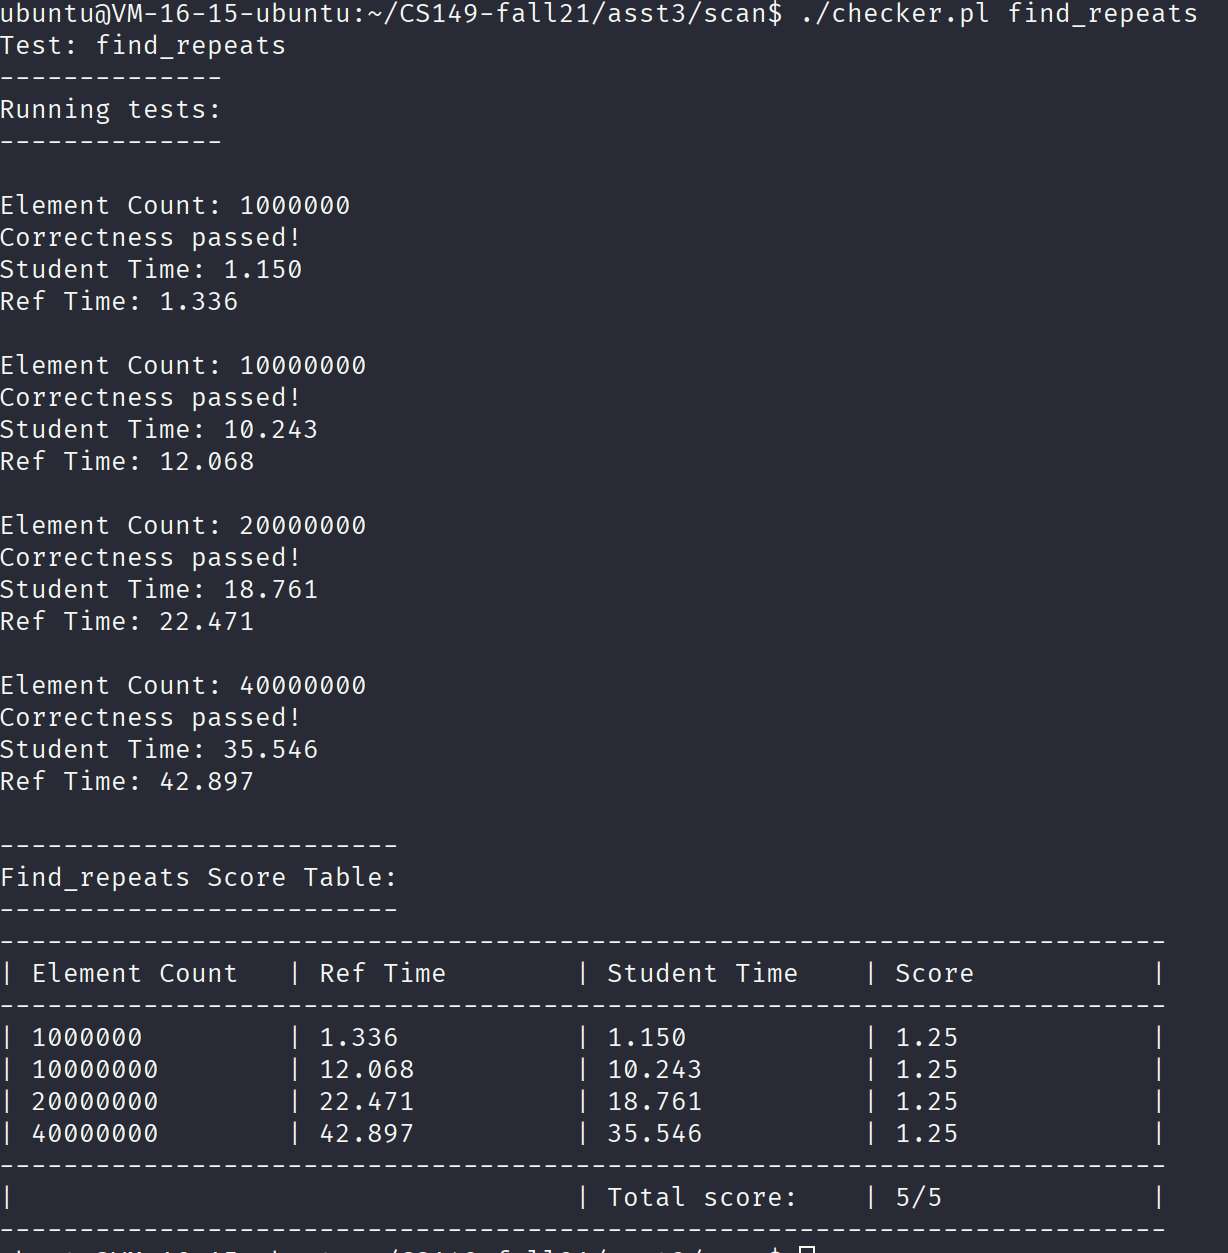 ubuntu@VM-16-15-ubuntu:~/CS149-fall21/asst3/scan$ ./checker.pl find_repeats
Test: find_repeats
--------------
Running tests:
--------------
Element Count: 1000000
Correctness passed!
Student Time: 1.150
Ref Time: 1.336
Element Count: 10000000
Correctness passed!
Student Time: 10.243
Ref Time: 12.068
Element Count: 20000000
Correctness passed!
Student Time: 18.761
Ref Time: 22.471
Element Count: 40000000
Correctness passed!
Student Time: 35.546
Ref Time: 42.897
-------------------------
Find_repeats Score Table:
-------------------------
-------------------------------------------------------------------------
| Element Count   | Ref Time        | Student Time    | Score           |
-------------------------------------------------------------------------
| 1000000         | 1.336           | 1.150           | 1.25            |
| 10000000        | 12.068          | 10.243          | 1.25            |
| 20000000        | 22.471          | 18.761          | 1.25            |
| 40000000        | 42.897          | 35.546          | 1.25            |
-------------------------------------------------------------------------
|                                   | Total score:    | 5/5             |
-------------------------------------------------------------------------